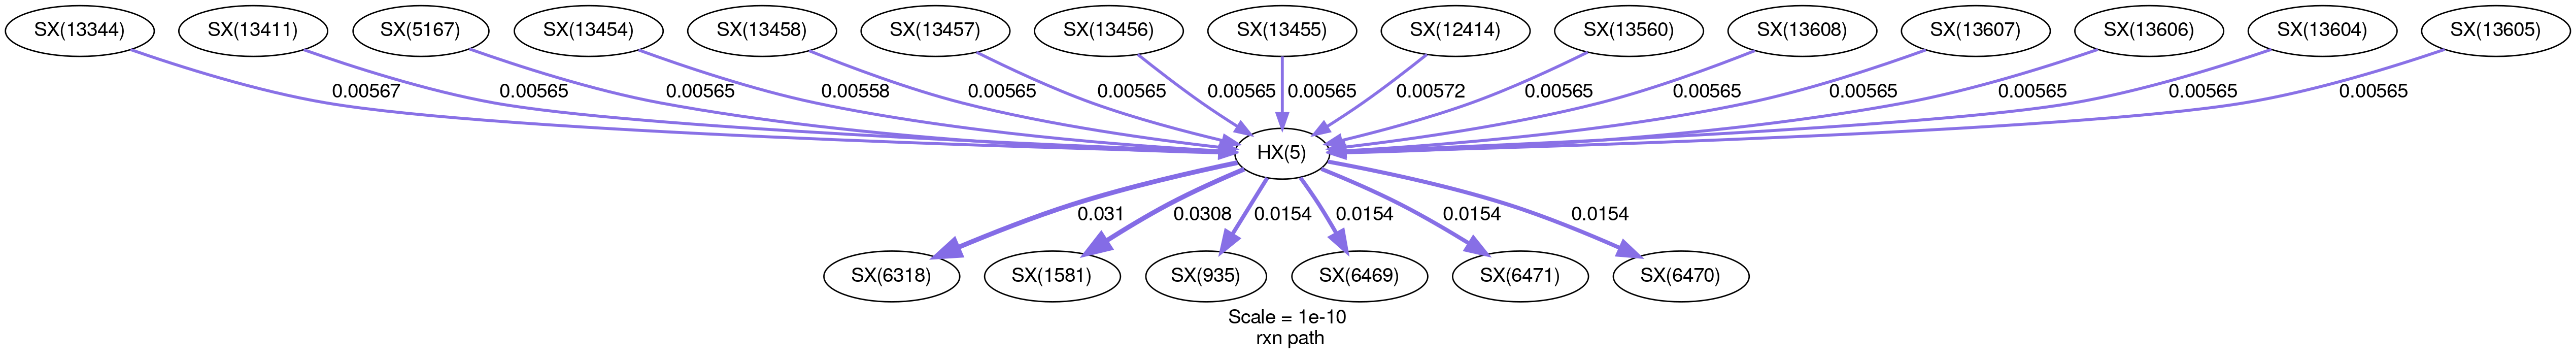 SX(13344) SX(13411) SX(5167) SX(13454) SX(13458) SX(13457) SX(13456) SX(13455) SX(12414) SX(13560) SX(13608) SX(13607) SX(13606) SX(13604) SX(13605)
0.00567 0.00565 0.00565 0.00558 0.00565 0.00565 0.00565 0.00565 0.00572 0.00565 0.00565 0.00565 0.00565 0.00565 0.00565
HX(5)
0.031 0.0308 0.0154 0.0154 0.0154 0.0154
SX(6318) SX(1581) SX(935) SX(6469) SX(6471) SX(6470)
Scale = 1e-10
rxn path